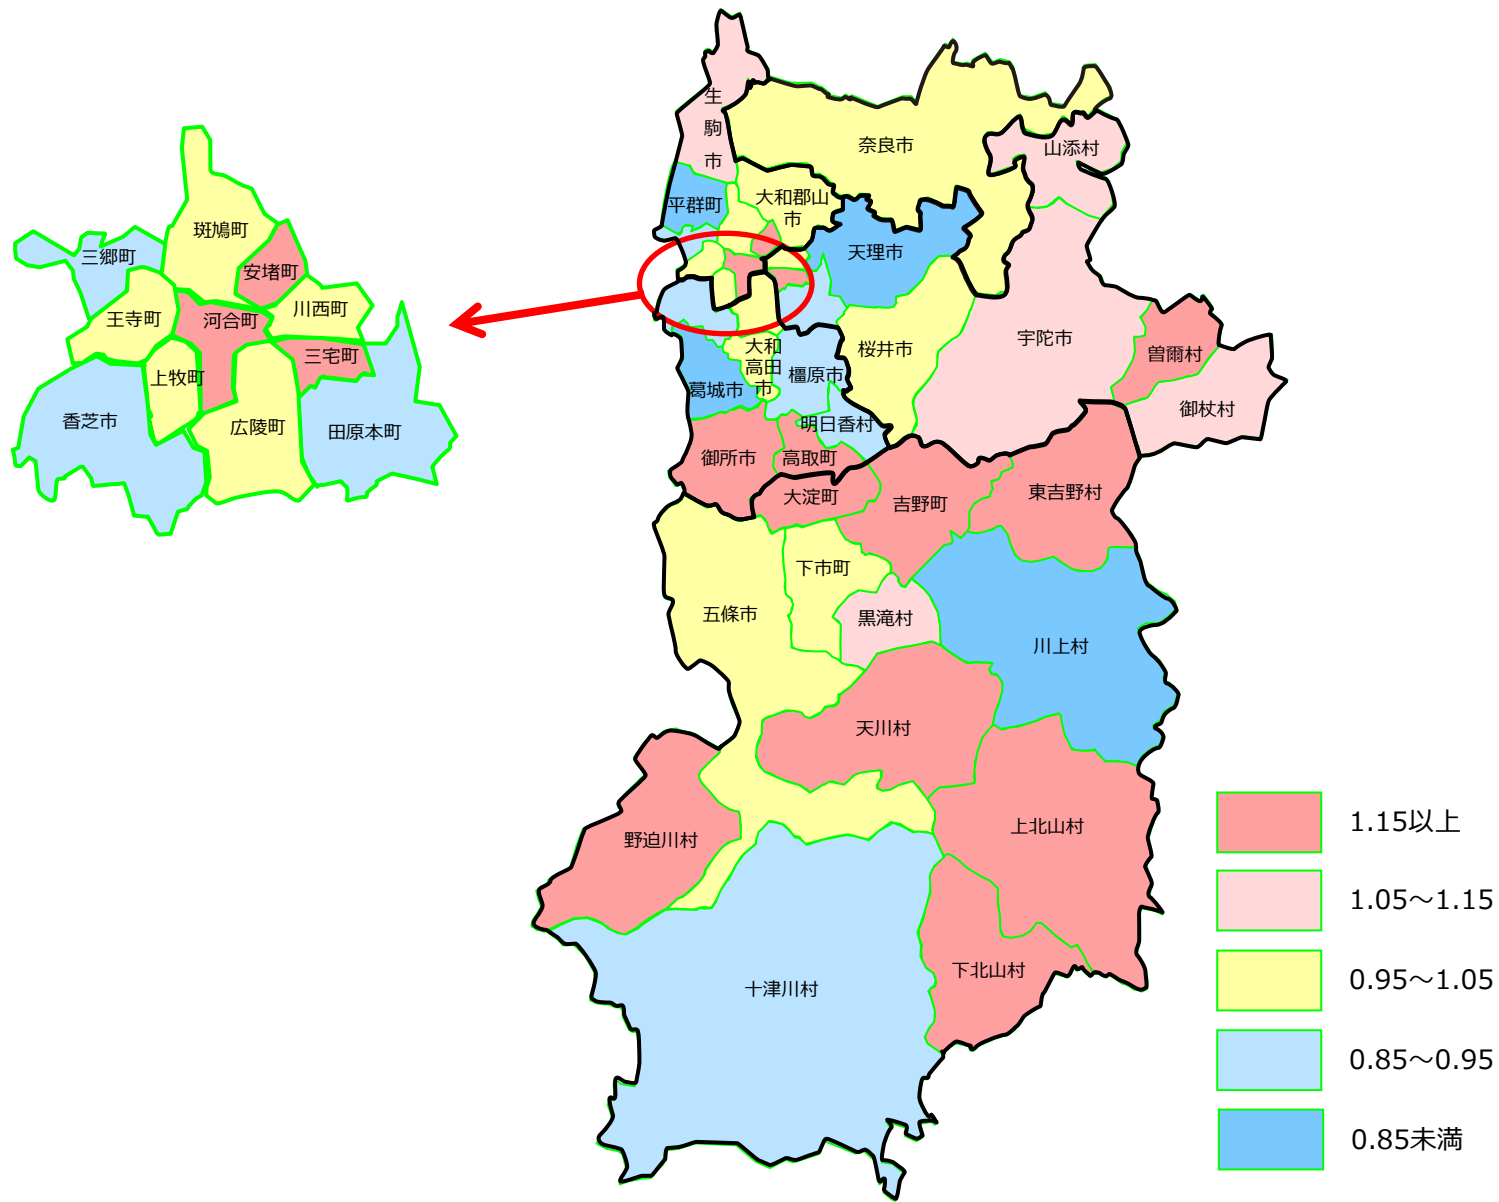 生
駒
市
奈良市
山添村
平群町
大和郡山
市
天理市
斑鳩町
三郷町
安堵町
王寺町
河合町
川西町
上牧町
三宅町
香芝市
広陵町
田原本町
大和
高田
市
橿原市
桜井市
宇陀市
曽爾村
葛城市
明日香村
御杖村
御所市
高取町
大淀町
吉野町
東吉野村
下市町
五條市
黒滝村
川上村
天川村
野迫川村
上北山村
下北山村
十津川村
1.15以上
1.05～1.15
0.95～1.05
0.85～0.95
0.85未満